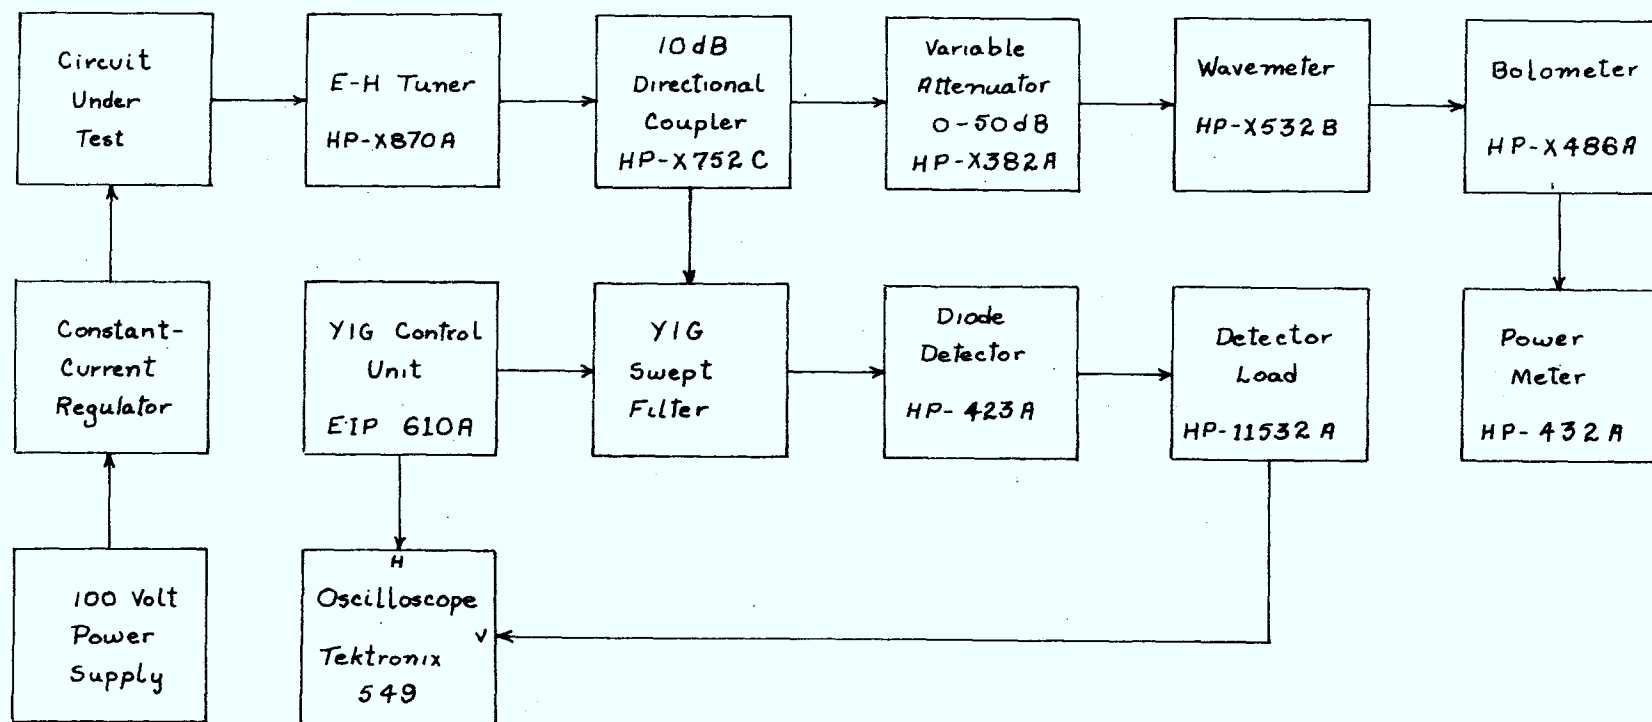 Circuit
Under
Test
E-H Tuner
HP-X870A
10dB
Directional
Coupler
HP-X752C
Variable
Attenuator
0-50dB
HP-X382A
Wavemeter
HP-X532B
Bolometer
HP-X486A
Constant-
Current
Regulator
YIG Control
Unit
EIP 610A
YIG
Swept
Filter
Diode
Detector
HP-423A
Detector
Load
HP-11532A
Power
Meter
HP-432A
100 Volt
Power
Supply
H
Oscilloscope
V
Tektronix
549